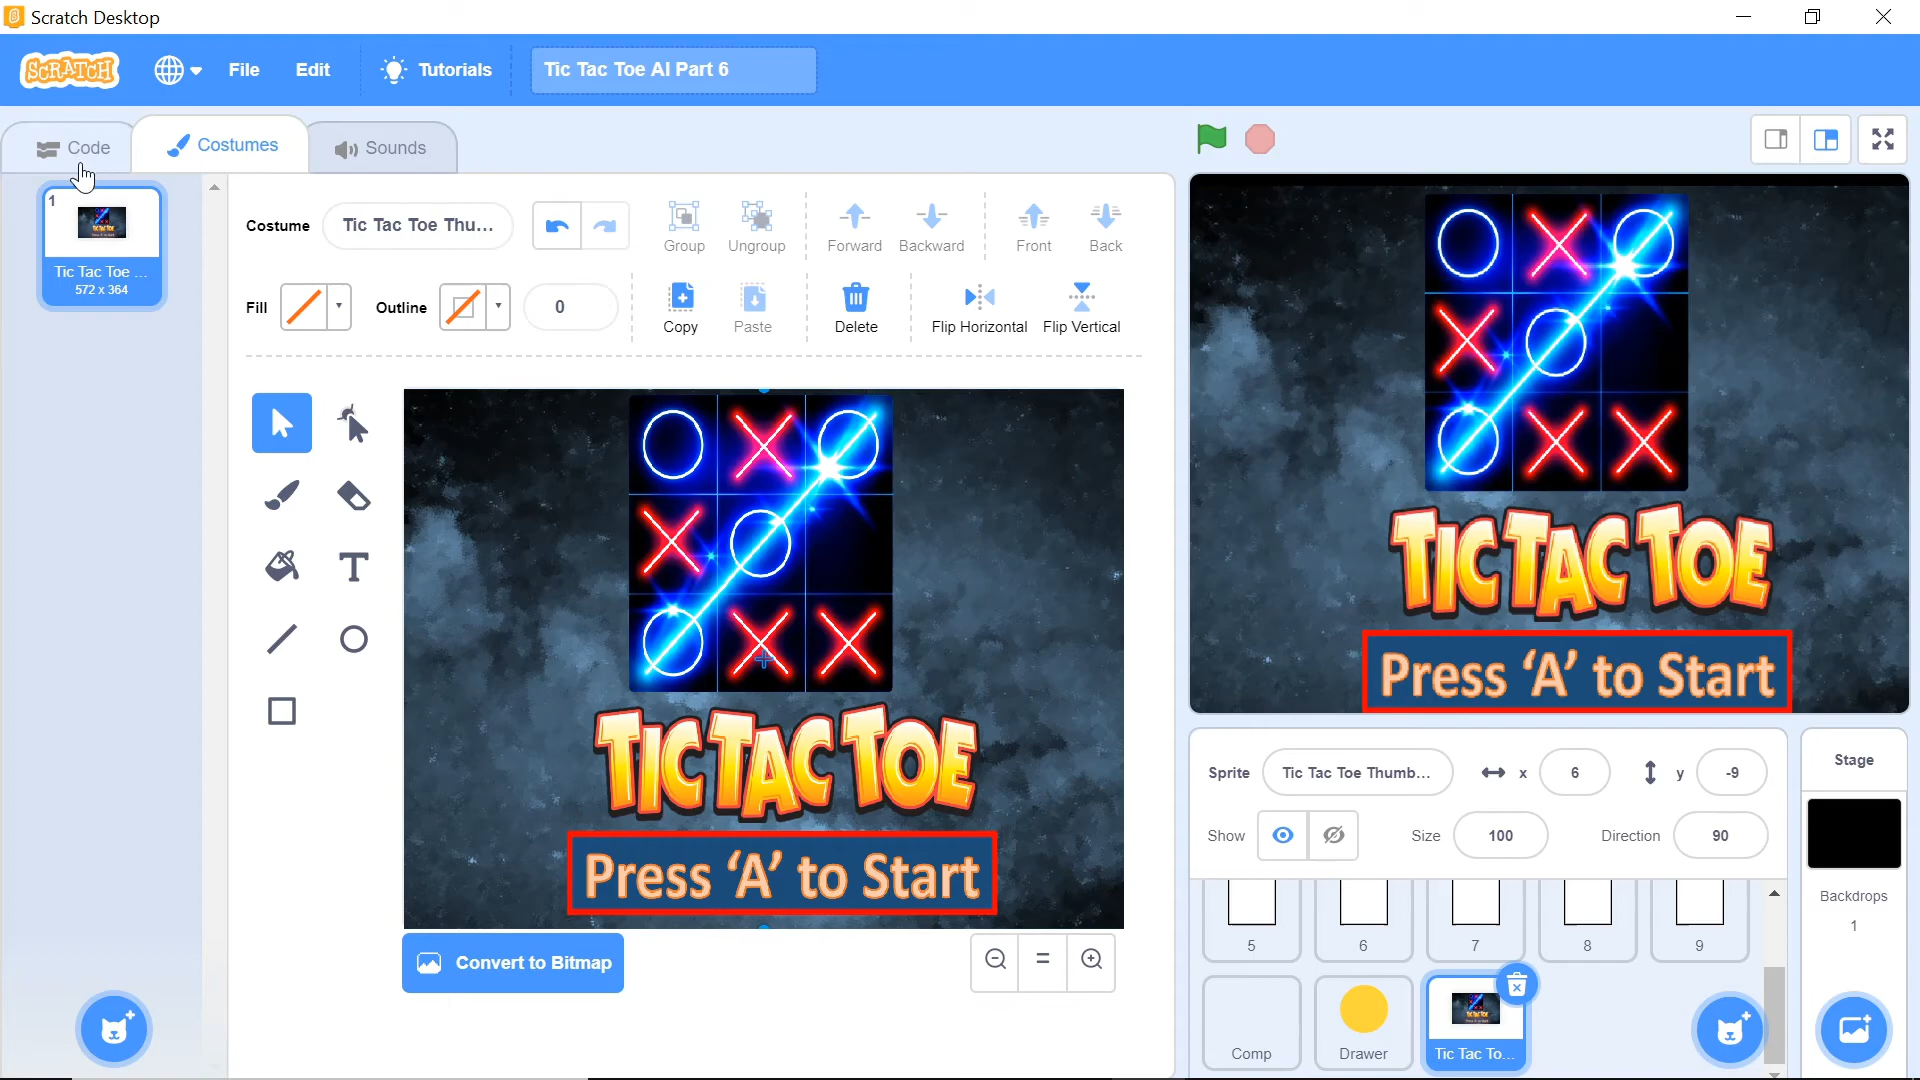 Scratch Desktop
SCRATCH File Edit Tutorials Tic Tac Toe AI Part 6
Code Costumes Sounds
1
Tic Tac Toe ...
572 x 364
Costume Tic Tac Toe Thu... Group Ungroup Forward Backward Front Back
Fill Outline 0 Copy Paste Delete Flip Horizontal Flip Vertical
TIC TAC TOE
Press ‘A’ to Start
Convert to Bitmap
TIC TAC TOE
Press ‘A’ to Start
Sprite Tic Tac Toe Thumb... x 6 y -9
Show Size 100 Direction 90
5 6 7 8 9
Comp Drawer Tic Tac To...
Stage
Backdrops
1